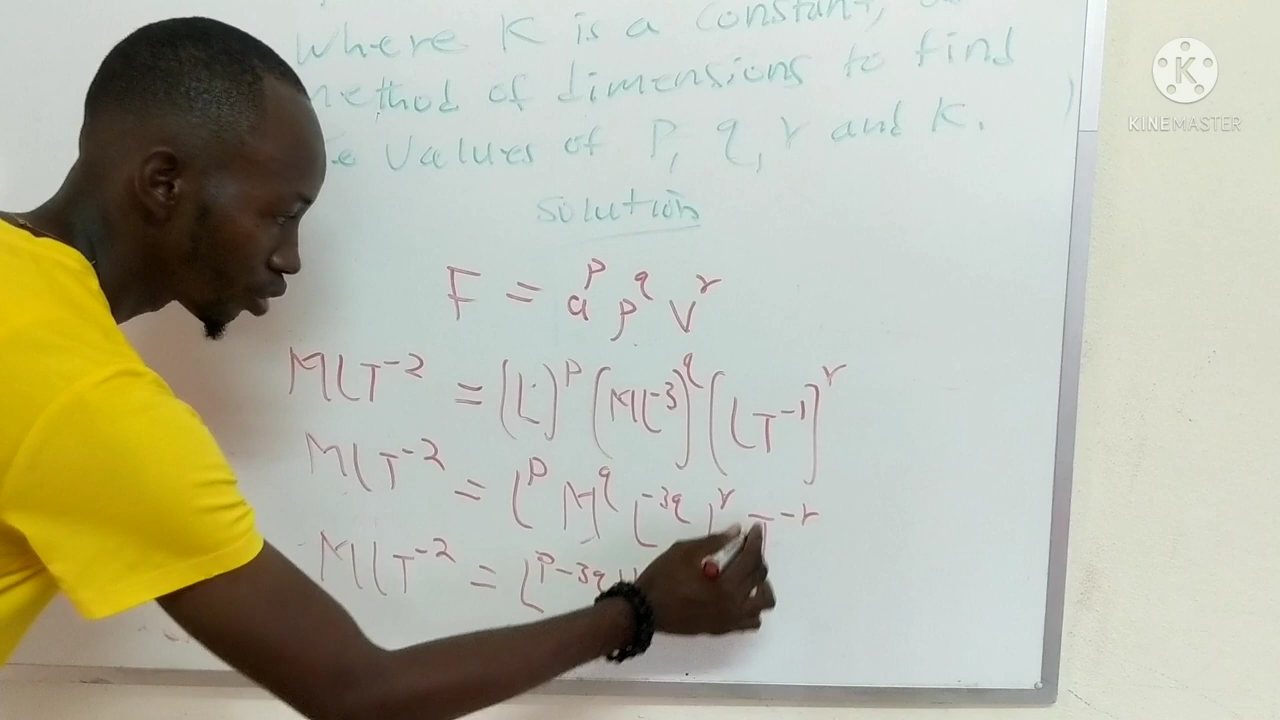 where K is a constant,
method of dimensions to find
values of P, q, r and K.
solution
F = a^P ρ^q V^r
MLT^-2 = (L)^P (ML^-3)^q (LT^-1)^r
MLT^-2 = L^P M^q L^-3q L^r T^-r
MLT^-2 = L^P-3q
K
KINEMASTER